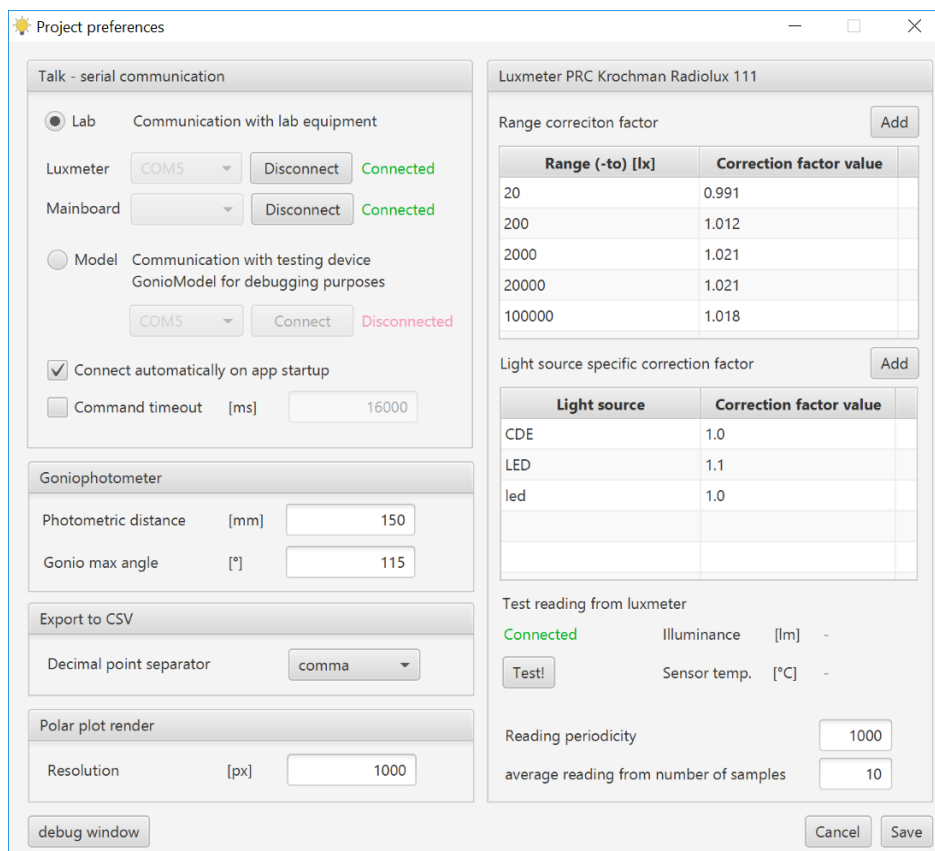 Project preferences
Talk - serial communication
Lab Communication with lab equipment
Luxmeter COM5 Disconnect Connected
Mainboard Disconnect Connected
Model Communication with testing device
GonioModel for debugging purposes
COM5 Connect Disconnected
Connect automatically on app startup
Command timeout [ms] 16000
Goniophotometer
Photometric distance [mm] 150
Gonio max angle [°] 115
Export to CSV
Decimal point separator comma
Polar plot render
Resolution [px] 1000
debug window
Luxmeter PRC Krochman Radiolux 111
Range correciton factor Add
Range (-to) [lx] Correction factor value
20 0.991
200 1.012
2000 1.021
20000 1.021
100000 1.018
Light source specific correction factor Add
Light source Correction factor value
CDE 1.0
LED 1.1
led 1.0
Test reading from luxmeter
Connected Illuminance [lm] -
Test! Sensor temp. [°C] -
Reading periodicity 1000
average reading from number of samples 10
Cancel Save